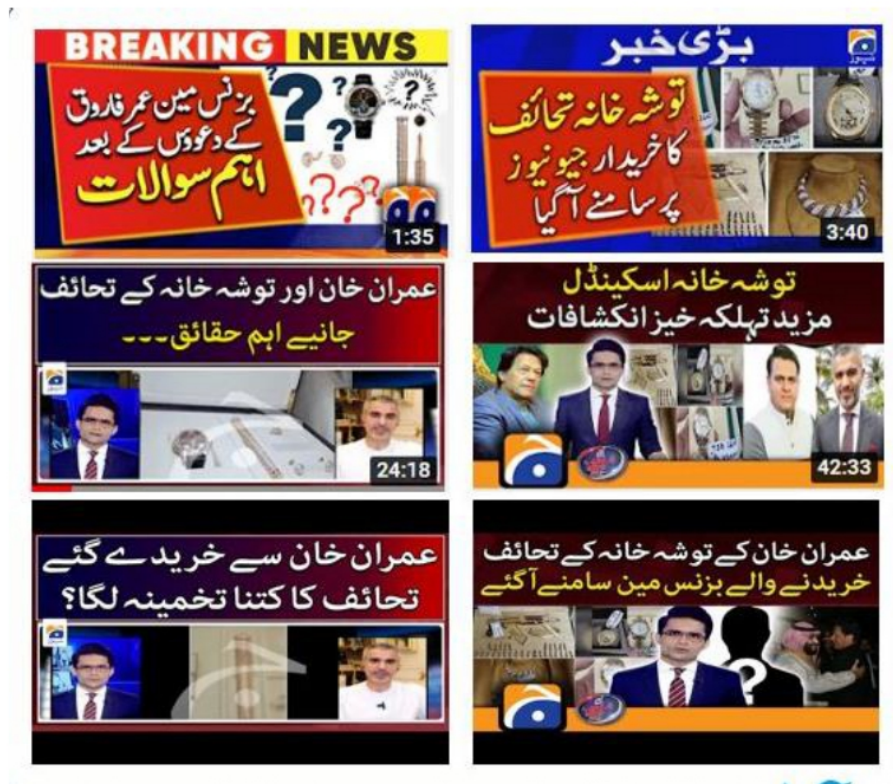 BREAKING NEWS
بزنس مین عمر فاروق
کے دعوؤں کے بعد
اہم سوالات
1:35
بڑی خبر
توشہ خانہ تحائف
کا خریدار جیو نیوز
پر سامنے آگیا
3:40
عمران خان اور توشہ خانہ کے تحائف
جانیے اہم حقائق۔۔۔
24:18
توشہ خانہ اسکینڈل
مزید تہلکہ خیز انکشافات
42:33
عمران خان سے خریدے گئے
تحائف کا کتنا تخمینہ لگا؟
عمران خان کے توشہ خانہ کے تحائف
خریدنے والے بزنس مین سامنے آگئے